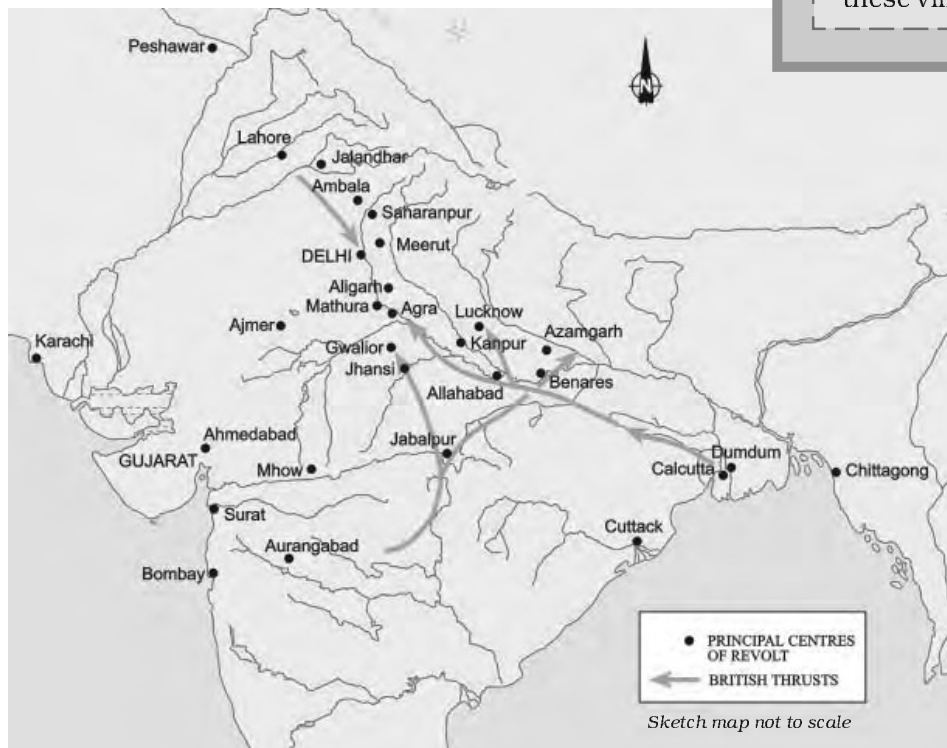 these
Peshawar
N
Lahore
Jalandhar
Ambala
Saharanpur
Meerut
DELHI
Aligarh
Mathura
Agra
Lucknow
Ajmer
Azamgarh
Karachi
Kanpur
Gwalior
Jhansi
Benares
Allahabad
Ahmedabad
Jabalpur
GUJARAT
Mhow
Dumdum
Calcutta
Chittagong
Surat
Cuttack
Aurangabad
Bombay
PRINCIPAL CENTRES
OF REVOLT
BRITISH THRUSTS
Sketch map not to scale